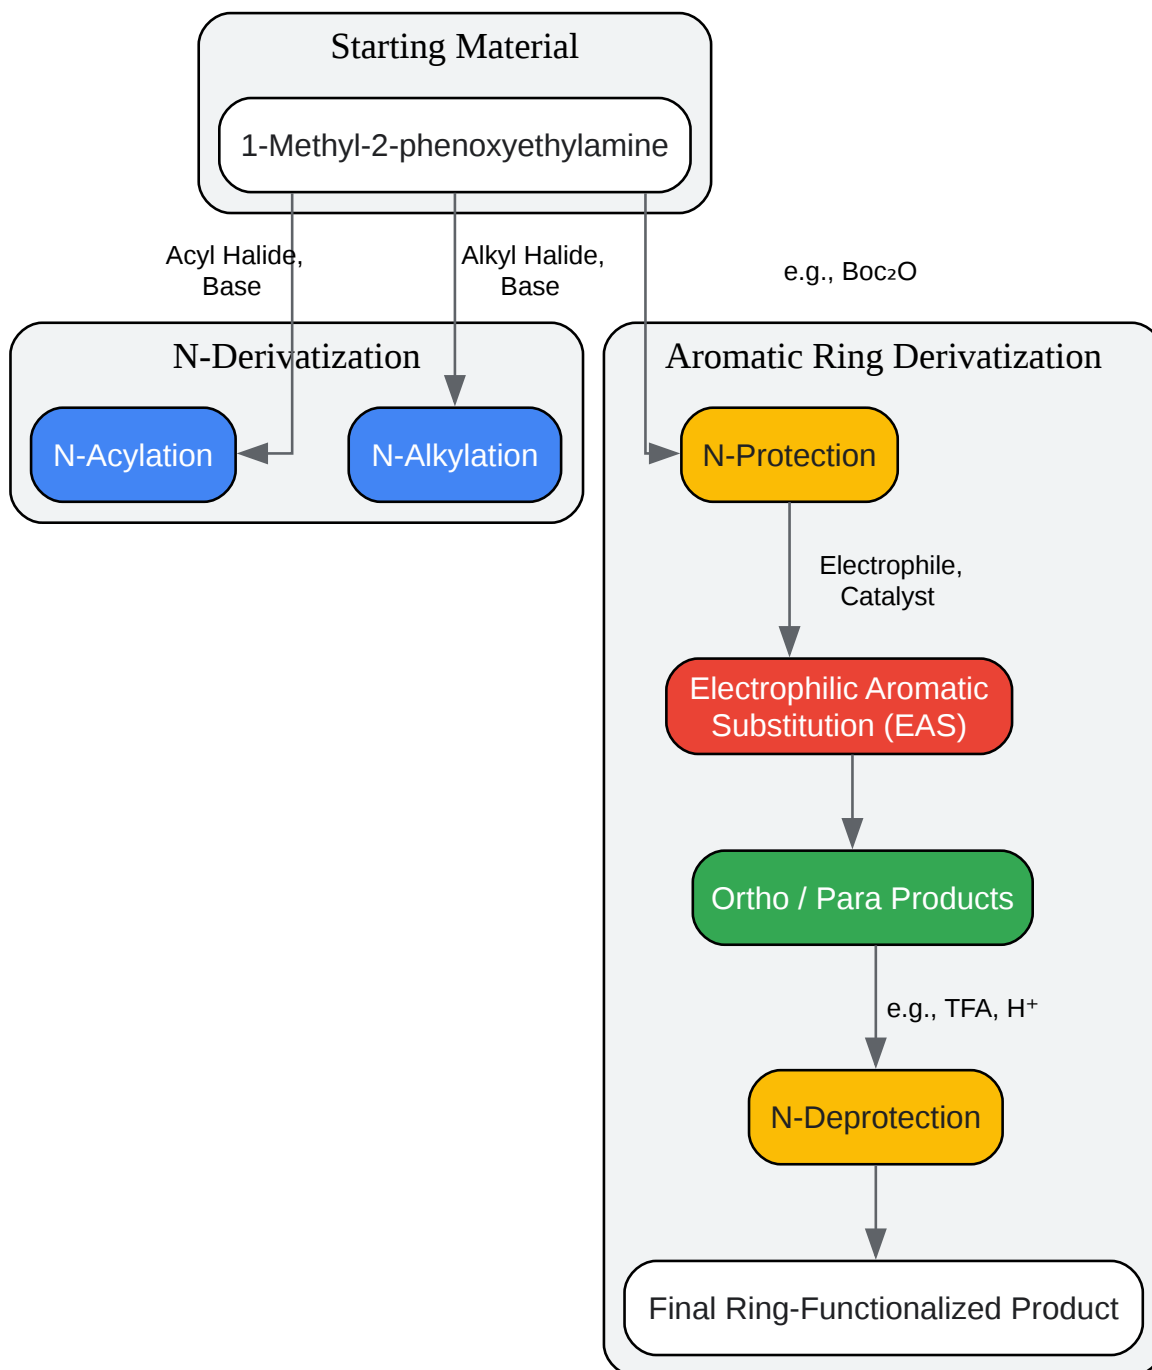 Starting Material
1-Methyl-2-phenoxyethylamine
Acyl Halide,
Base
Alkyl Halide,
Base
e.g., Boc₂O
N-Derivatization
N-Acylation
N-Alkylation
Aromatic Ring Derivatization
N-Protection
Electrophile,
Catalyst
Electrophilic Aromatic
Substitution (EAS)
Ortho / Para Products
e.g., TFA, H⁺
N-Deprotection
Final Ring-Functionalized Product